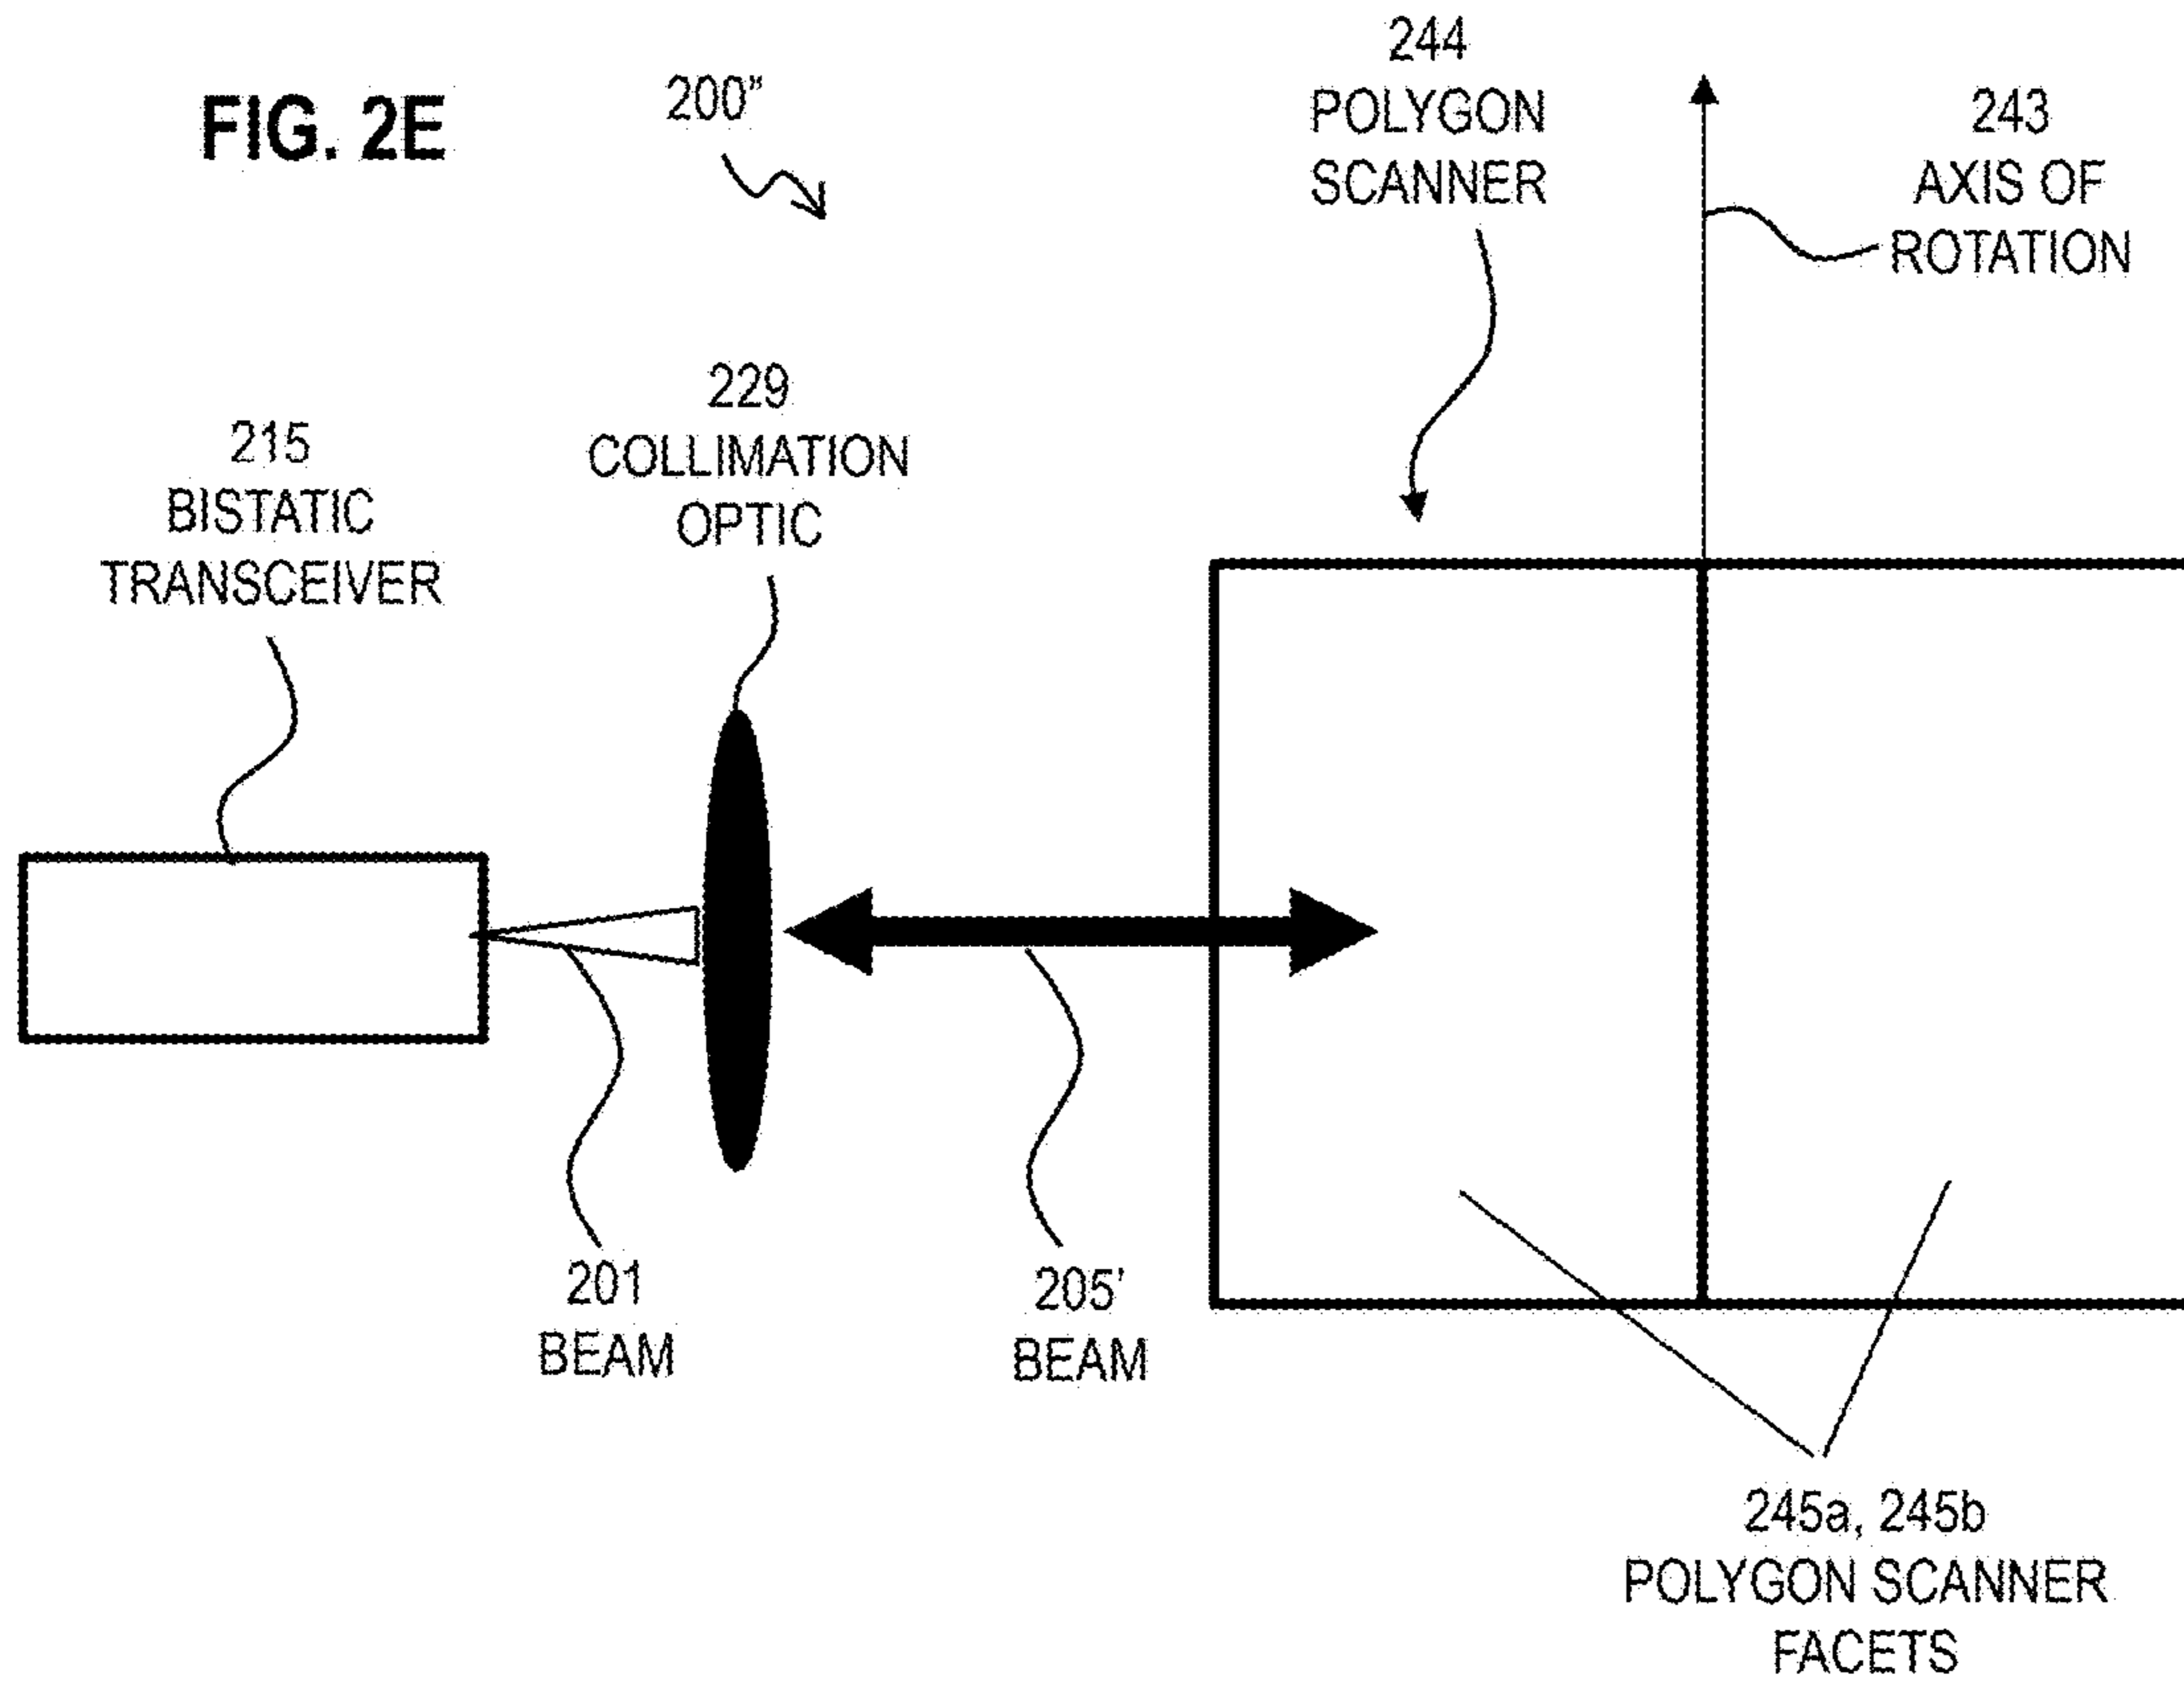 FIG. 2E
200”
244
POLYGON
SCANNER
243
AXIS OF
ROTATION
229
COLLIMATION
OPTIC
215
BISTATIC
TRANSCEIVER
201
BEAM
205'
BEAM
245a, 245b
POLYGON SCANNER
FACETS